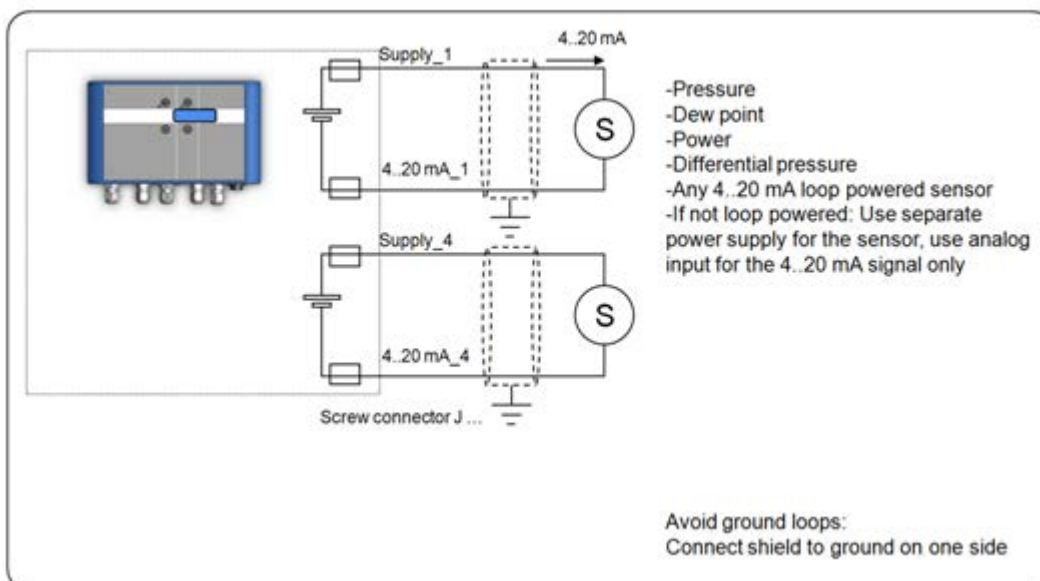 4..20 mA
Supply_1
S
4..20 mA_1
Supply_4
S
4..20 mA_4
Screw connector J ...
-Pressure
-Dew point
-Power
-Differential pressure
-Any 4..20 mA loop powered sensor
-If not loop powered: Use separate
power supply for the sensor, use analog
input for the 4..20 mA signal only
Avoid ground loops:
Connect shield to ground on one side